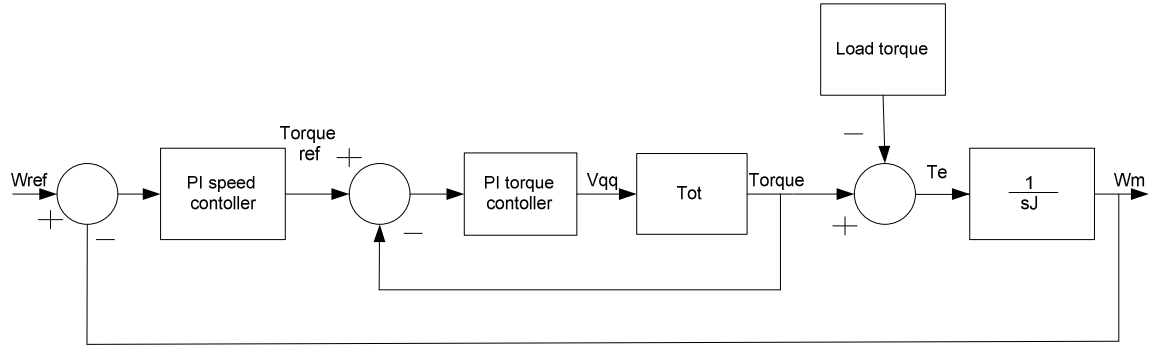 Load torque
Torque
ref
+
−
Wref
+
−
PI speed
contoller
+
−
PI torque
contoller
Vqq
Tot
Torque
+
Te
1
sJ
Wm